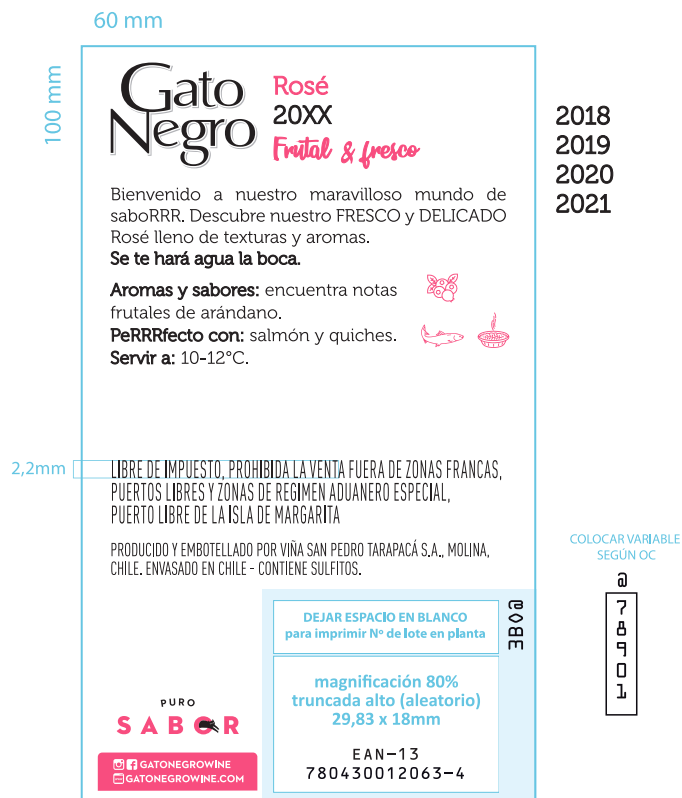 60 mm
100 mm
Gato
Negro
Rosé
20XX
Frutal & fresco
2018
2019
2020
2021
Bienvenido a nuestro maravilloso mundo de
saboRRR. Descubre nuestro FRESCO y DELICADO
Rosé lleno de texturas y aromas.
Se te hará agua la boca.
Aromas y sabores: encuentra notas
frutales de arándano.
PeRRRfecto con: salmón y quiches.
Servir a: 10-12°C.
2,2mm
LIBRE DE IMPUESTO, PROHIBIDA LA VENTA FUERA DE ZONAS FRANCAS,
PUERTOS LIBRES Y ZONAS DE REGIMEN ADUANERO ESPECIAL,
PUERTO LIBRE DE LA ISLA DE MARGARITA
PRODUCIDO Y EMBOTELLADO POR VIÑA SAN PEDRO TARAPACÁ S.A., MOLINA,
CHILE. ENVASADO EN CHILE - CONTIENE SULFITOS.
COLOCAR VARIABLE
SEGÚN OC
@
7
8
9
0
1
DEJAR ESPACIO EN BLANCO
para imprimir Nº de lote en planta
3B0@
magnificación 80%
truncada alto (aleatorio)
29,83 x 18mm
EAN-13
780430012063-4
PURO
SABOR
GATONEGROWINE
GATONEGROWINE.COM